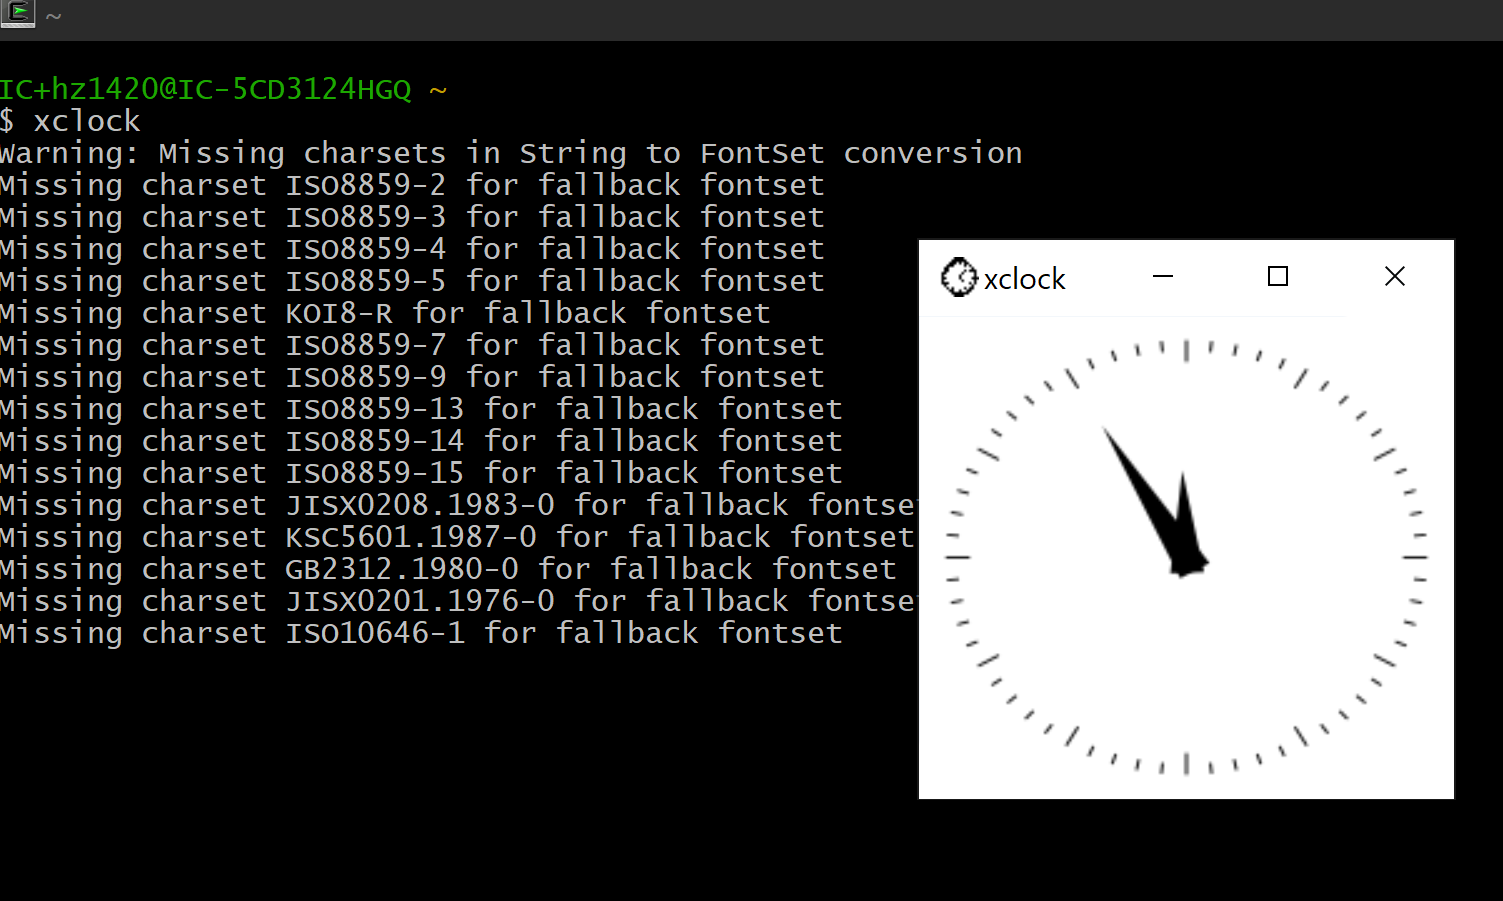 ~
IC+hz1420@IC-5CD3124HGQ ~
$ xclock
Warning: Missing charsets in String to FontSet conversion
Missing charset ISO8859-2 for fallback fontset
Missing charset ISO8859-3 for fallback fontset
Missing charset ISO8859-4 for fallback fontset
Missing charset ISO8859-5 for fallback fontset
Missing charset KOI8-R for fallback fontset
Missing charset ISO8859-7 for fallback fontset
Missing charset ISO8859-9 for fallback fontset
Missing charset ISO8859-13 for fallback fontset
Missing charset ISO8859-14 for fallback fontset
Missing charset ISO8859-15 for fallback fontset
Missing charset JISX0208.1983-0 for fallback fontse
Missing charset KSC5601.1987-0 for fallback fontset
Missing charset GB2312.1980-0 for fallback fontset
Missing charset JISX0201.1976-0 for fallback fontse
Missing charset ISO10646-1 for fallback fontset
xclock